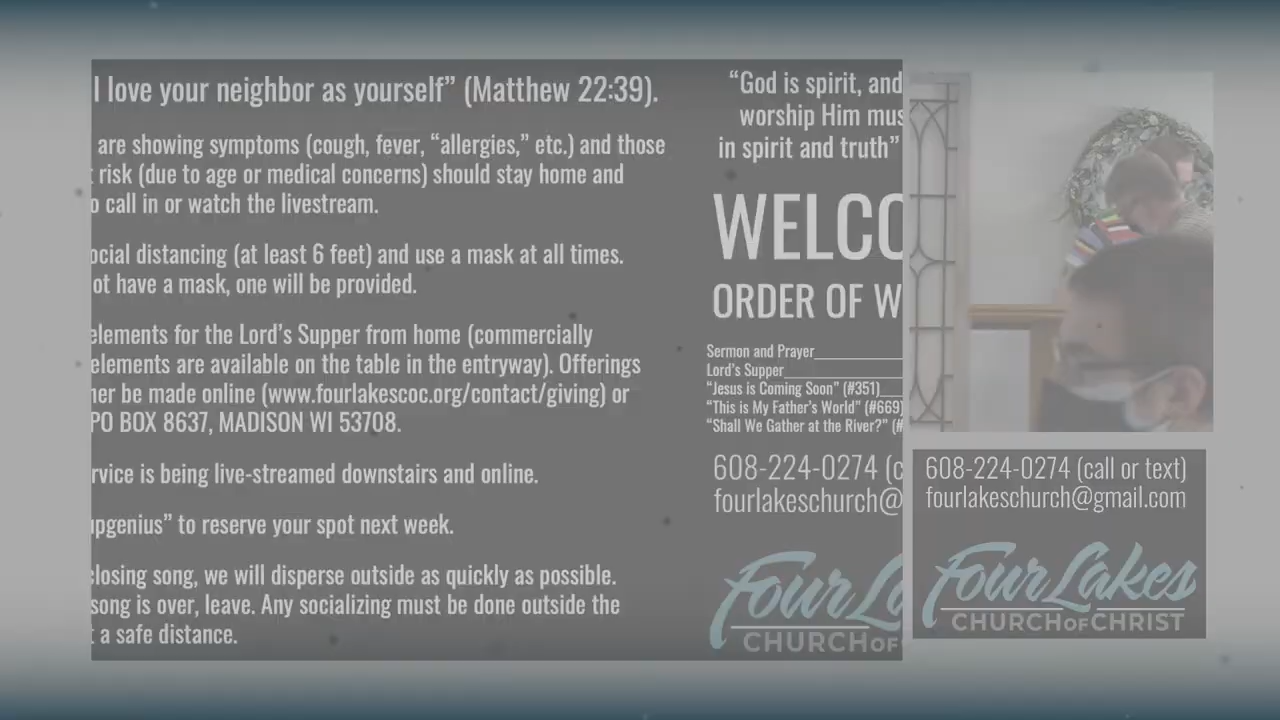 l love your neighbor as yourself” (Matthew 22:39).
are showing symptoms (cough, fever, “allergies,” etc.) and those
risk (due to age or medical concerns) should stay home and
call in or watch the livestream.
ocial distancing (at least 6 feet) and use a mask at all times.
ot have a mask, one will be provided.
elements for the Lord’s Supper from home (commercially
elements are available on the table in the entryway). Offerings
her be made online (www.fourlakescoc.org/contact/giving) or
PO BOX 8637, MADISON WI 53708.
rvice is being live-streamed downstairs and online.
upgenius” to reserve your spot next week.
closing song, we will disperse outside as quickly as possible.
song is over, leave. Any socializing must be done outside the
t a safe distance.
“God is spirit, and
worship Him mus
in spirit and truth”
WELCO
ORDER OF W
Sermon and Prayer
Lord’s Supper
“Jesus is Coming Soon” (#351)
“This is My Father’s World” (#669)
“Shall We Gather at the River?” (#
608-224-0274 (c
fourlakeschurch@
Four La
CHURCH OF
608-224-0274 (call or text)
fourlakeschurch@gmail.com
Four Lakes
CHURCH OF CHRIST